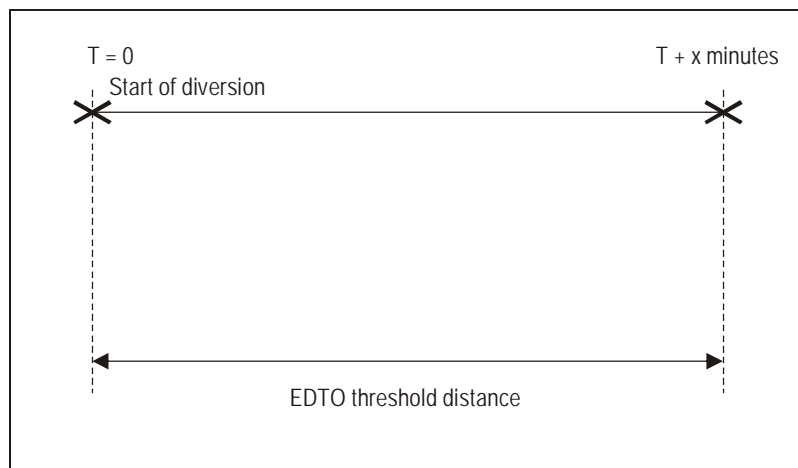 T = 0
T + x minutes
Start of diversion
EDTO threshold distance